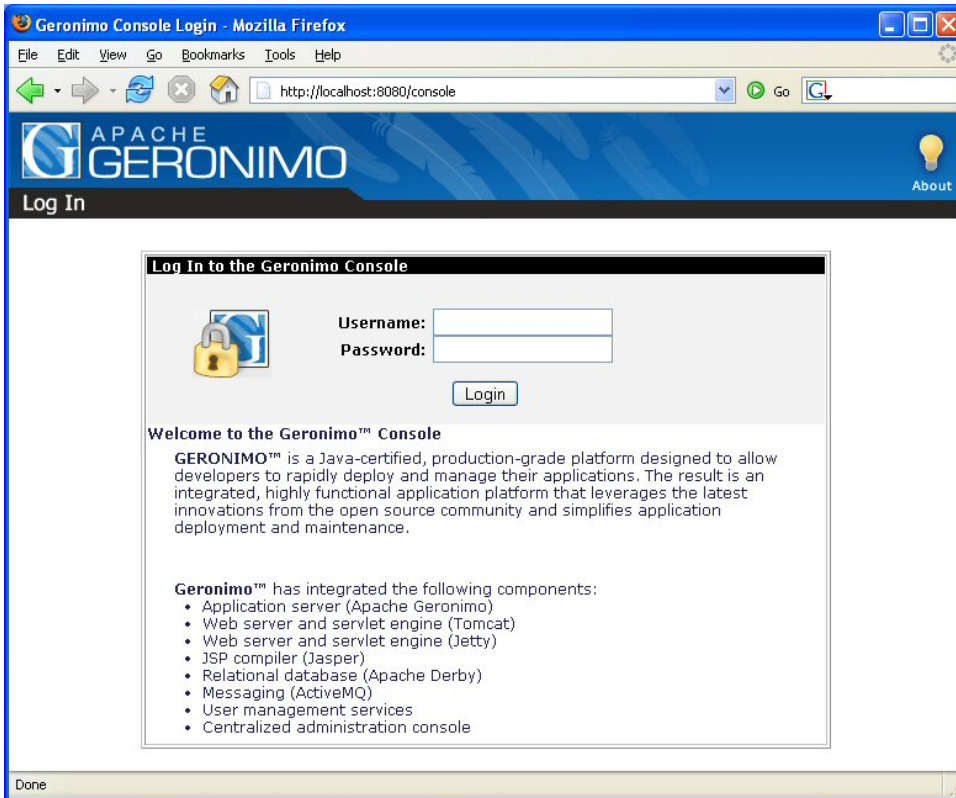 Geronimo Console Login - Mozilla Firefox
File Edit View Go Bookmarks Tools Help
http://localhost:8080/console Go G
APACHE
GERONIMO
About
Log In
Log In to the Geronimo Console
Username:
Password:
Login
Welcome to the Geronimo™ Console
GERONIMO™ is a Java-certified, production-grade platform designed to allow
developers to rapidly deploy and manage their applications. The result is an
integrated, highly functional application platform that leverages the latest
innovations from the open source community and simplifies application
deployment and maintenance.
Geronimo™ has integrated the following components:
• Application server (Apache Geronimo)
• Web server and servlet engine (Tomcat)
• Web server and servlet engine (Jetty)
• JSP compiler (Jasper)
• Relational database (Apache Derby)
• Messaging (ActiveMQ)
• User management services
• Centralized administration console
Done